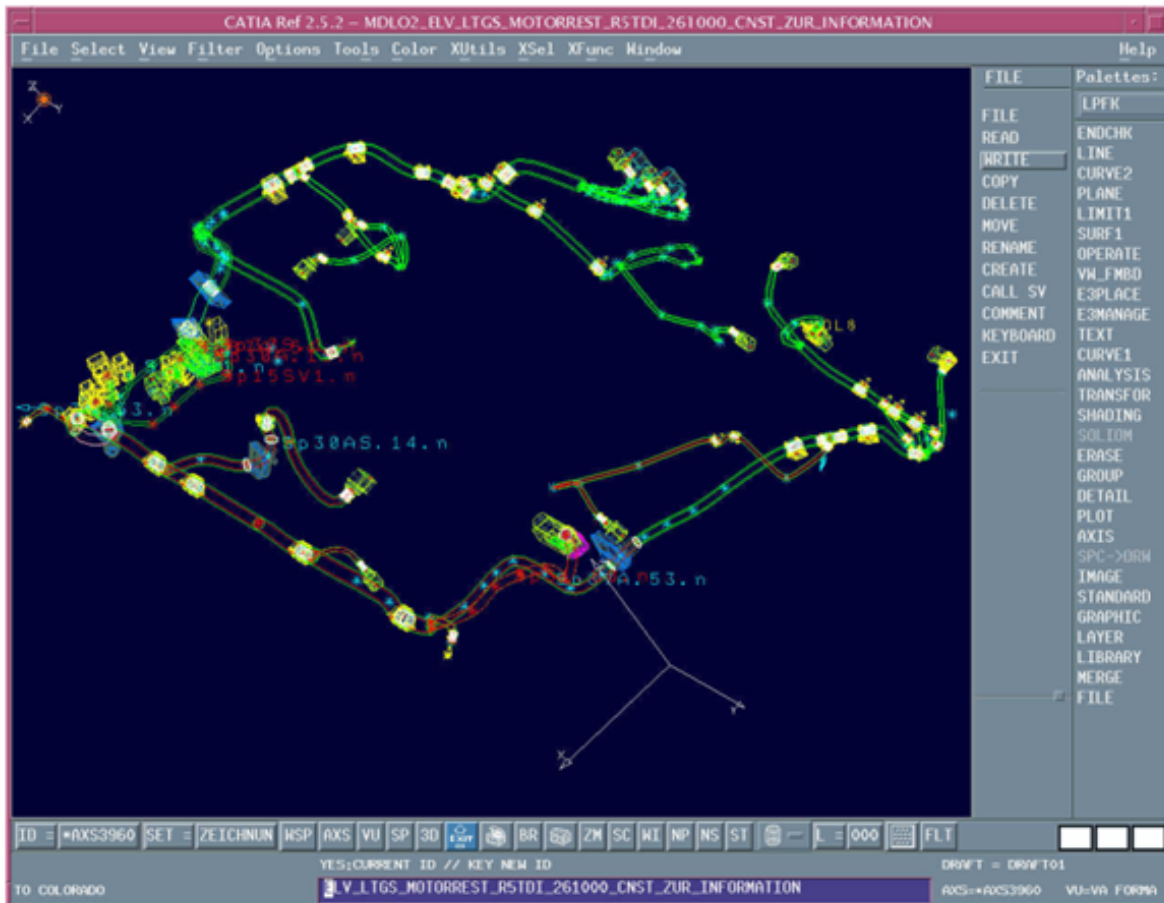 CATIA Ref 2.5.2 – MDLO2_ELV_LTGS_MOTORREST_R5TDI_261000_CNST_ZUR_INFORMATION
File Select View Filter Options Tools Color XUtils XSel XFunc Window Help
FILE
FILE
READ
WRITE
COPY
DELETE
MOVE
RENAME
CREATE
CALL SV
COMMENT
KEYBOARD
EXIT
Palettes:
LPFK
ENDCHK
LINE
CURVE2
PLANE
LIMIT1
SURF1
OPERATE
VW_FMBD
E3PLACE
E3MANAGE
TEXT
CURVE1
ANALYSIS
TRANSFOR
SHADING
SOLIDM
ERASE
GROUP
DETAIL
PLOT
AXIS
SPC->DRW
IMAGE
STANDARD
GRAPHIC
LAYER
LIBRARY
MERGE
FILE
Z
Y
X
Sp15SV1.n
Sp30AS.14.n
X
Y
ID = *AXS3960 SET = ZEICHNUN WSP AXS VU SP 3D EXIT BR ZM SC WI NP NS ST L = 000 FLT
YES:CURRENT ID // KEY NEW ID
DRAFT = DRAFT01
TO COLORADO
ELV_LTGS_MOTORREST_R5TDI_261000_CNST_ZUR_INFORMATION
AXS=*AXS3960 VU=VA FORMA